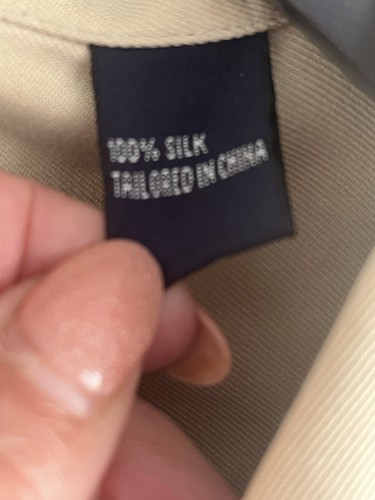 100% SILK
TAILORED IN CHINA